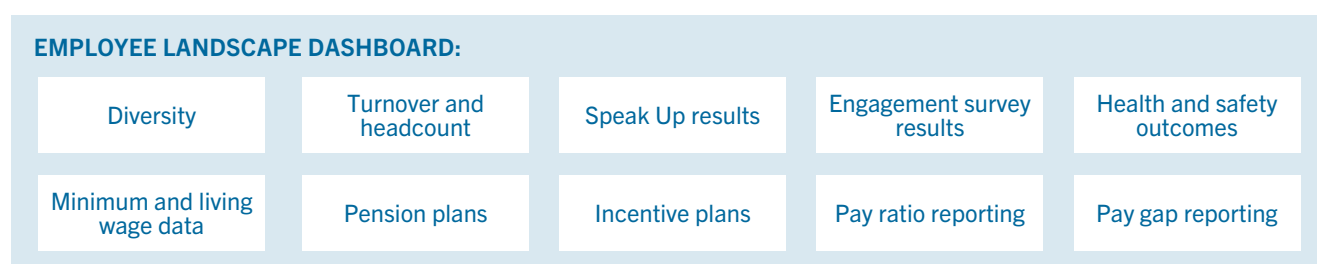 EMPLOYEE LANDSCAPE DASHBOARD:
Diversity
Turnover and
headcount
Speak Up results
Engagement survey
results
Health and safety
outcomes
Minimum and living
wage data
Pension plans
Incentive plans
Pay ratio reporting
Pay gap reporting